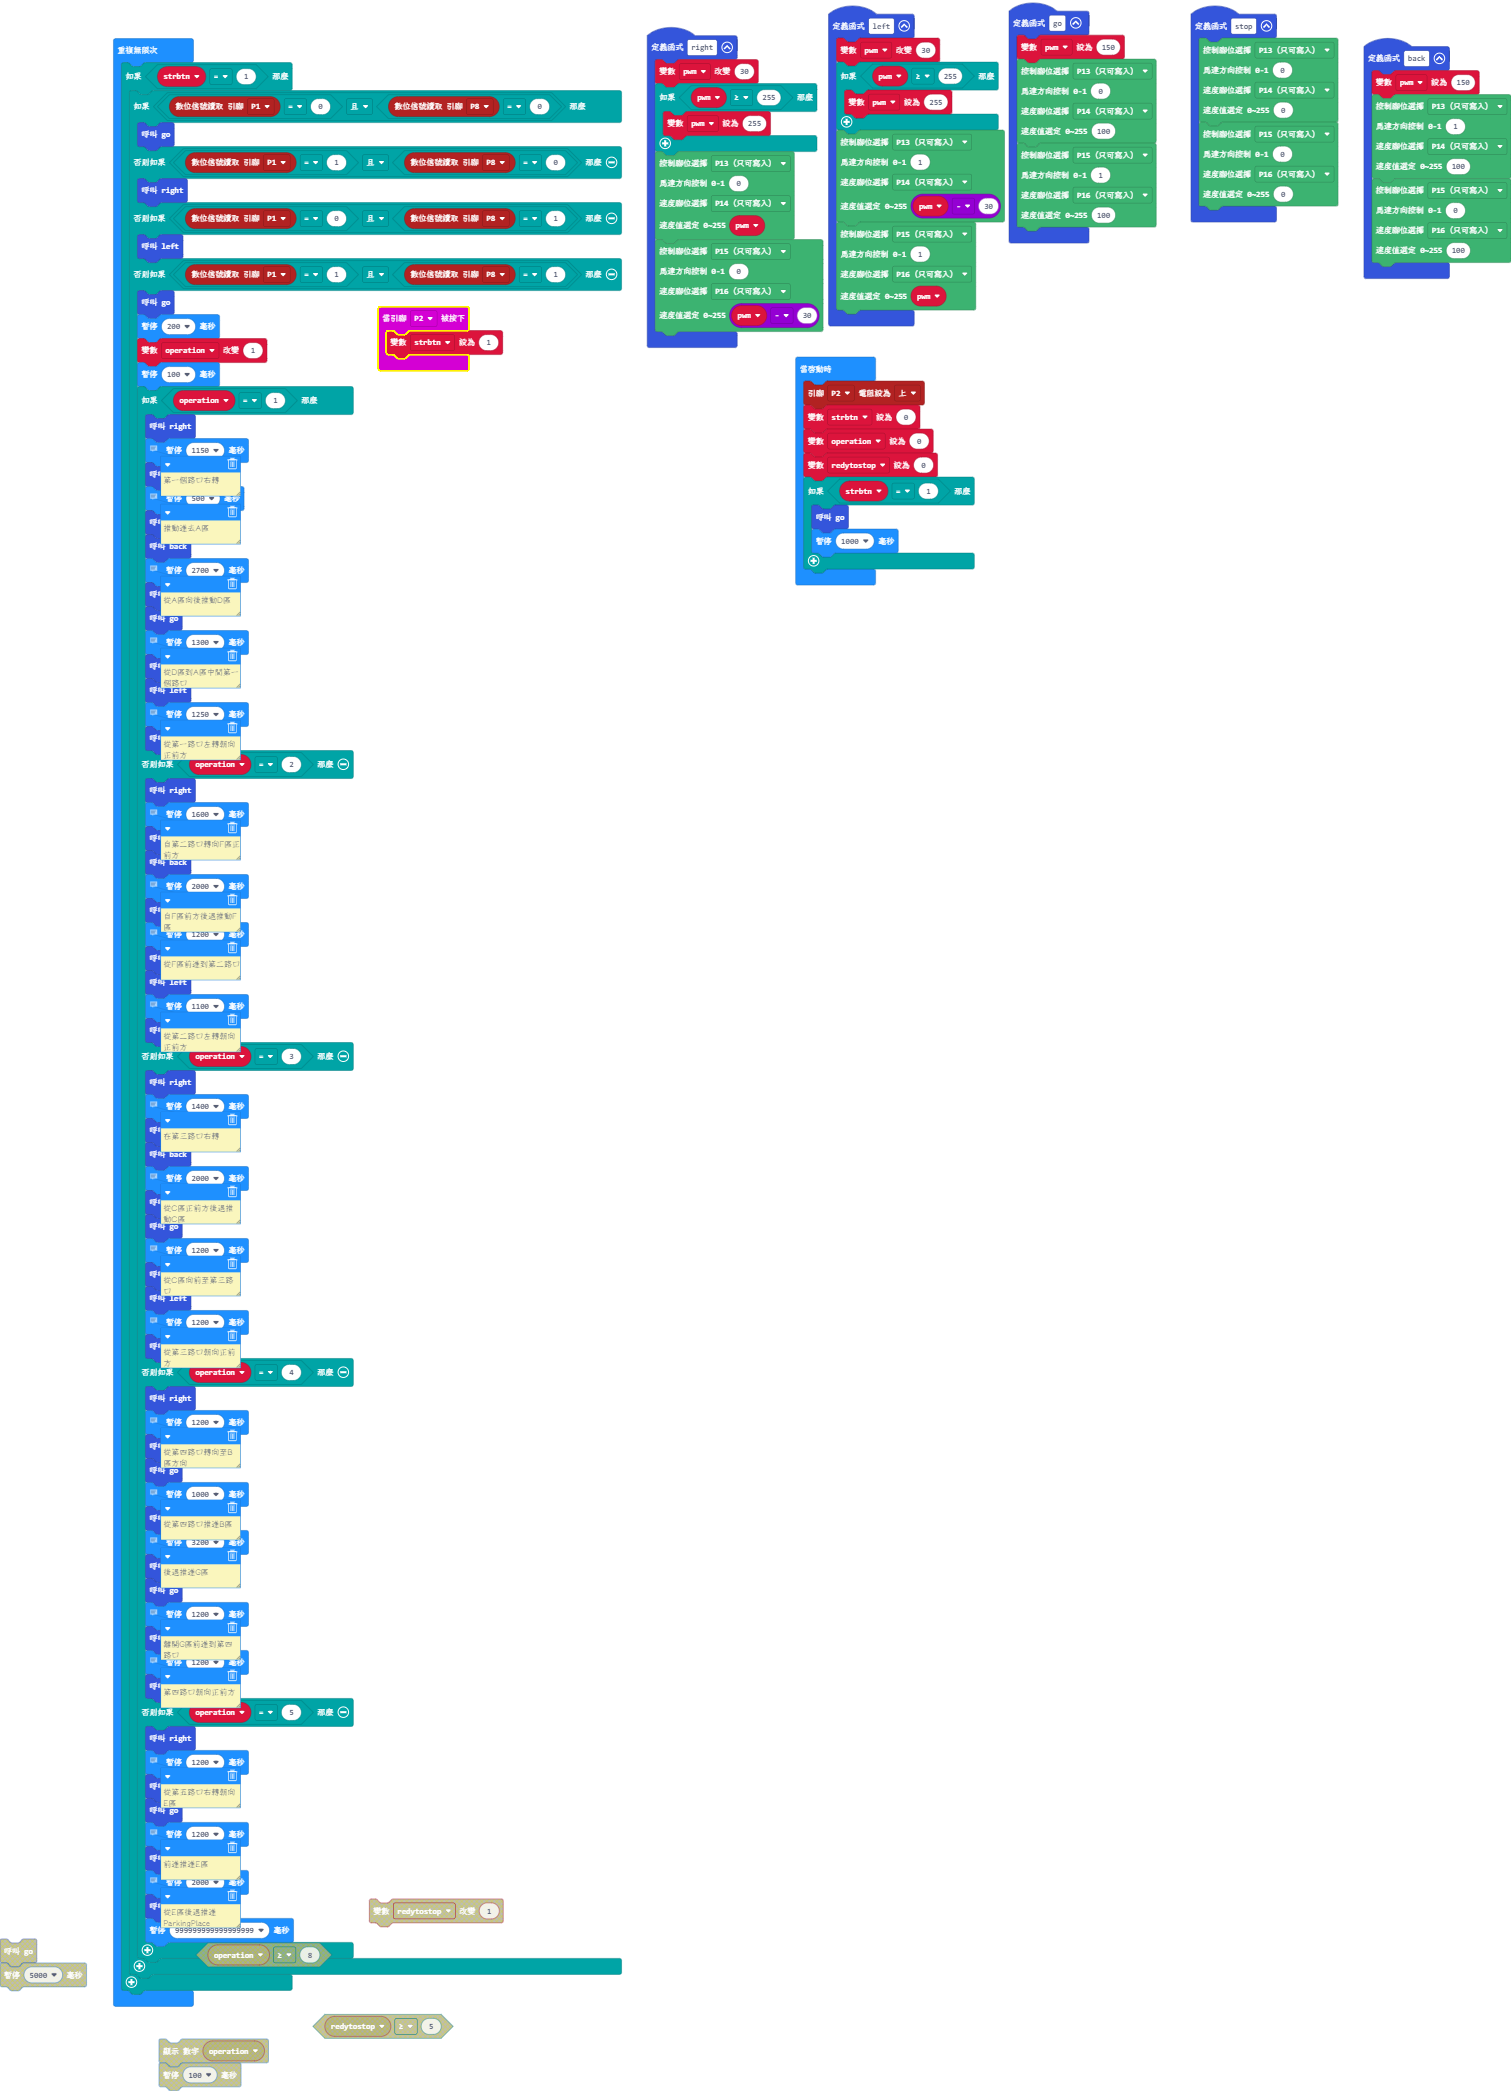 重複無限次
如果 strbtn = 1 那麼
如果 數位信號讀取 引腳 P1 = 0 且 數位信號讀取 引腳 P8 = 0 那麼
呼叫 go
否則如果 數位信號讀取 引腳 P1 = 1 且 數位信號讀取 引腳 P8 = 0 那麼
呼叫 right
否則如果 數位信號讀取 引腳 P1 = 0 且 數位信號讀取 引腳 P8 = 1 那麼
呼叫 left
否則如果 數位信號讀取 引腳 P1 = 1 且 數位信號讀取 引腳 P8 = 1 那麼
呼叫 go
暫停 200 毫秒
變數 operation 改變 1
暫停 100 毫秒
如果 operation = 1 那麼
呼叫 right
暫停 1150 毫秒
第一個路口右轉
暫停 500 毫秒
推動進去A區
呼叫 back
暫停 2700 毫秒
從A區向後推動D區
呼叫 go
暫停 1300 毫秒
從D區到A區中間第一
個路口
呼叫 left
暫停 1250 毫秒
從第一路口左轉朝向
正前方
否則如果 operation = 2 那麼
呼叫 right
暫停 1600 毫秒
自第二路口轉向F區正
前方
呼叫 back
暫停 2000 毫秒
自F區前方後退推動F
區
暫停 1200 毫秒
從F區前進到第二路口
呼叫 left
暫停 1100 毫秒
從第二路口左轉朝向
正前方
否則如果 operation = 3 那麼
呼叫 right
暫停 1400 毫秒
在第三路口右轉
呼叫 back
暫停 2000 毫秒
從C區正前方後退推
動C區
呼叫 go
暫停 1200 毫秒
從C區向前至第三路
口
呼叫 left
暫停 1200 毫秒
從第三路口朝向正前
方
否則如果 operation = 4 那麼
呼叫 right
暫停 1200 毫秒
從第四路口轉向至B
區方向
呼叫 go
暫停 1000 毫秒
從第四路口推進B區
暫停 3200 毫秒
後退推進G區
呼叫 go
暫停 1200 毫秒
離開G區前進到第四
路口
暫停 1200 毫秒
第四路口朝向正前方
否則如果 operation = 5 那麼
呼叫 right
暫停 1200 毫秒
從第五路口右轉朝向
E區
呼叫 go
暫停 1200 毫秒
前進推進E區
暫停 2000 毫秒
從E區後退推進
ParkingPlace
暫停 9999999999999999999 毫秒
operation ≥ 8
當引腳 P2 被按下
變數 strbtn 設為 1
定義函式 right
變數 pwm 改變 30
如果 pwm ≥ 255 那麼
變數 pwm 設為 255
控制腳位選擇 P13 (只可寫入)
馬達方向控制 0-1 0
速度腳位選擇 P14 (只可寫入)
速度值選定 0~255 pwm
控制腳位選擇 P15 (只可寫入)
馬達方向控制 0-1 0
速度腳位選擇 P16 (只可寫入)
速度值選定 0~255 pwm - 30
定義函式 left
變數 pwm 改變 30
如果 pwm ≥ 255 那麼
變數 pwm 設為 255
控制腳位選擇 P13 (只可寫入)
馬達方向控制 0-1 1
速度腳位選擇 P14 (只可寫入)
速度值選定 0~255 pwm - 30
控制腳位選擇 P15 (只可寫入)
馬達方向控制 0-1 1
速度腳位選擇 P16 (只可寫入)
速度值選定 0~255 pwm
定義函式 go
變數 pwm 設為 150
控制腳位選擇 P13 (只可寫入)
馬達方向控制 0-1 0
速度腳位選擇 P14 (只可寫入)
速度值選定 0~255 100
控制腳位選擇 P15 (只可寫入)
馬達方向控制 0-1 1
速度腳位選擇 P16 (只可寫入)
速度值選定 0~255 100
定義函式 stop
控制腳位選擇 P13 (只可寫入)
馬達方向控制 0-1 0
速度腳位選擇 P14 (只可寫入)
速度值選定 0~255 0
控制腳位選擇 P15 (只可寫入)
馬達方向控制 0-1 0
速度腳位選擇 P16 (只可寫入)
速度值選定 0~255 0
定義函式 back
變數 pwm 設為 150
控制腳位選擇 P13 (只可寫入)
馬達方向控制 0-1 1
速度腳位選擇 P14 (只可寫入)
速度值選定 0~255 100
控制腳位選擇 P15 (只可寫入)
馬達方向控制 0-1 0
速度腳位選擇 P16 (只可寫入)
速度值選定 0~255 100
當啟動時
引腳 P2 電阻設為 上
變數 strbtn 設為 0
變數 operation 設為 0
變數 redytostop 設為 0
如果 strbtn = 1 那麼
呼叫 go
暫停 1000 毫秒
變數 redytostop 改變 1
呼叫 go
暫停 5000 毫秒
redytostop ≥ 5
顯示 數字 operation
暫停 100 毫秒